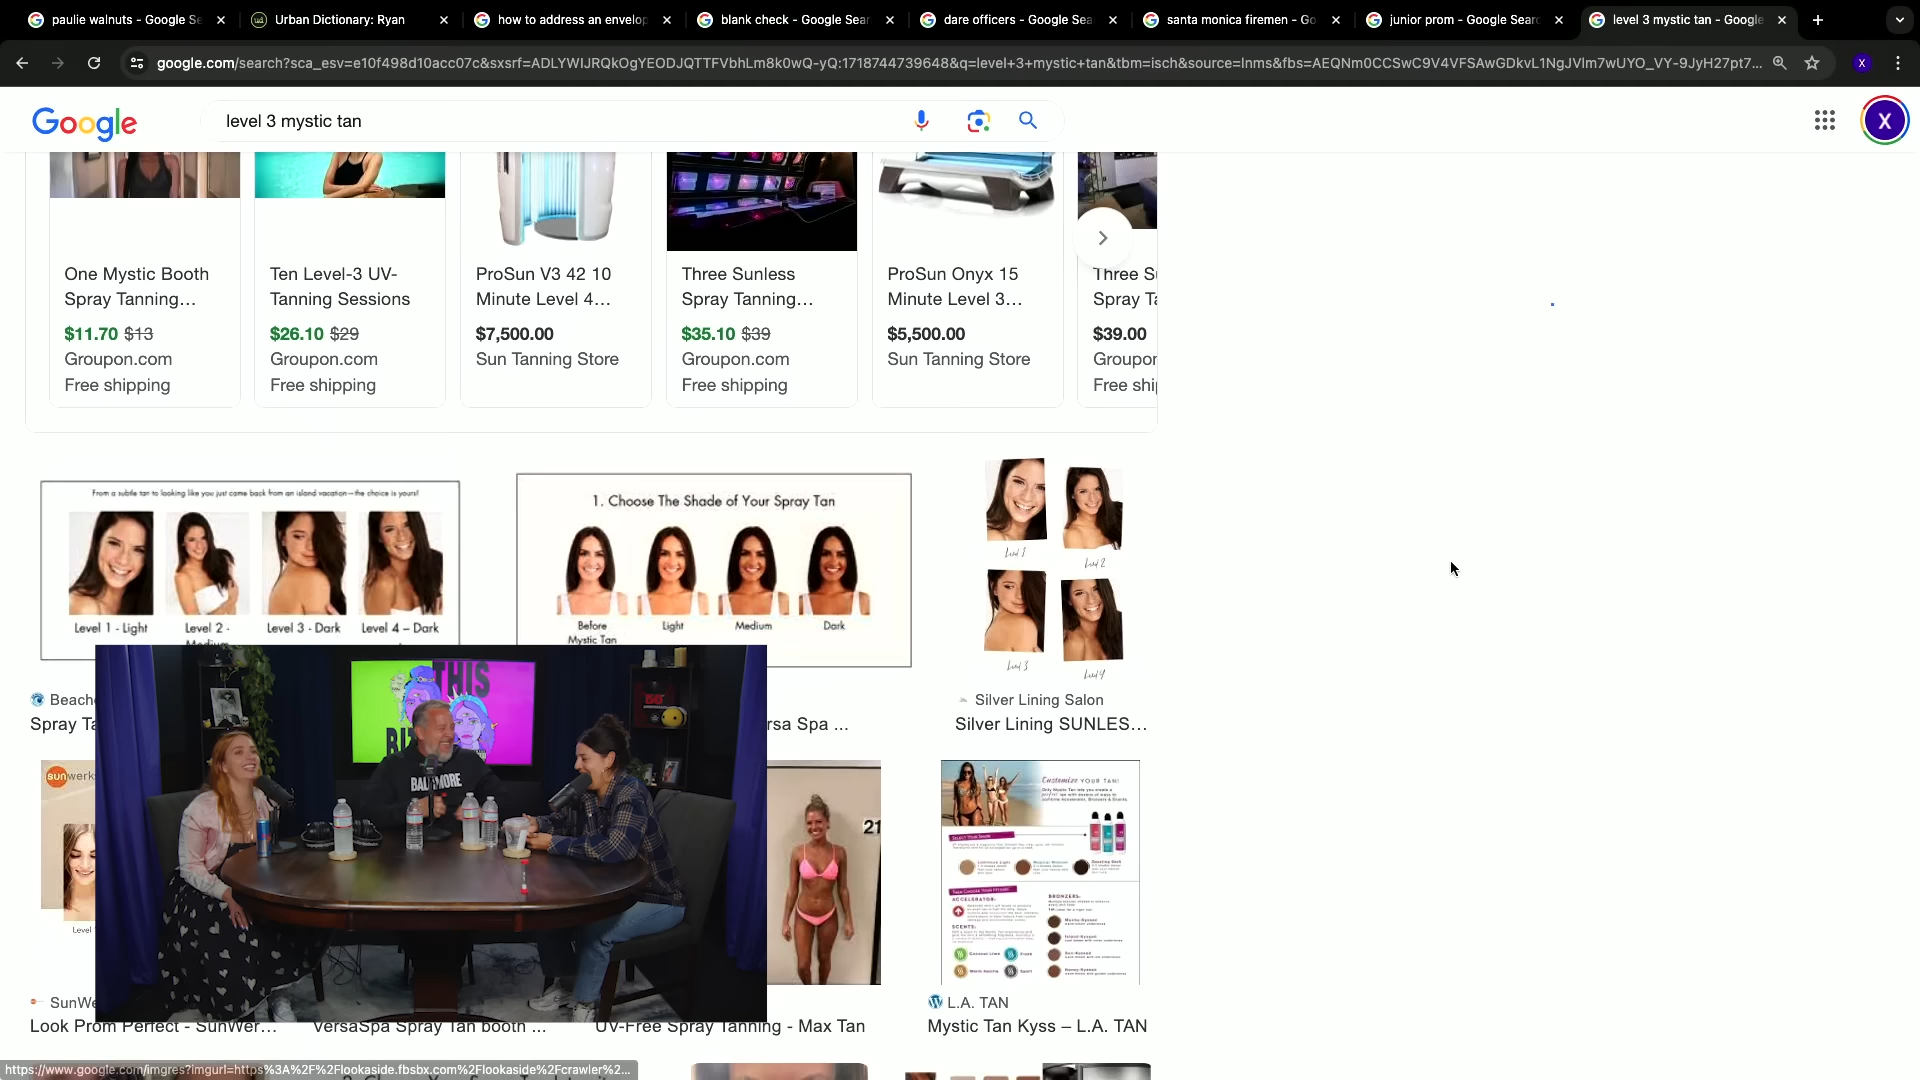 paulie walnuts - Google Se
Urban Dictionary: Ryan
how to address an envelop
blank check - Google Sear
dare officers - Google Sea
santa monica firemen - Go
junior prom - Google Searc
level 3 mystic tan - Google
google.com/search?sca_esv=e10f498d10acc07c&sxsrf=ADLYWIJRQkOgYEODJQTTFVbhLm8k0wQ-yQ:1718744739648&q=level+3+mystic+tan&tbm=isch&source=lnms&fbs=AEQNm0CCSwC9V4VFSAwGDkvL1NgJVlm7wUYO_VY-9JyH27pt7...
X
Google
level 3 mystic tan
X
One Mystic Booth
Spray Tanning...
$11.70 $13
Groupon.com
Free shipping
Ten Level-3 UV-
Tanning Sessions
$26.10 $29
Groupon.com
Free shipping
ProSun V3 42 10
Minute Level 4...
$7,500.00
Sun Tanning Store
Three Sunless
Spray Tanning...
$35.10 $39
Groupon.com
Free shipping
ProSun Onyx 15
Minute Level 3...
$5,500.00
Sun Tanning Store
Three S
Spray Ta
$39.00
Groupor
Free ship
From a subtle tan to looking like you just came back from an island vacation—the choice is yours!
Level 1 - Light
Level 2 -
Medium
Level 3 - Dark
Level 4 – Dark
1. Choose The Shade of Your Spray Tan
Before
Mystic Tan
Light
Medium
Dark
Level 1
Level 2
Level 3
Level 4
Beache
Spray Ta
rsa Spa ...
Silver Lining Salon
Silver Lining SUNLES...
THIS
BALTIMORE
sunwerks
Level
21
Customize YOUR TAN!
ACCELERATOR:
BRONZERS:
SCENTS:
SunWe
Look Prom Perfect - SunWer...
VersaSpa Spray Tan booth ...
UV-Free Spray Tanning - Max Tan
L.A. TAN
Mystic Tan Kyss – L.A. TAN
https://www.google.com/imgres?imgurl=https%3A%2F%2Flookaside.fbsbx.com%2Flookaside%2Fcrawler%2...